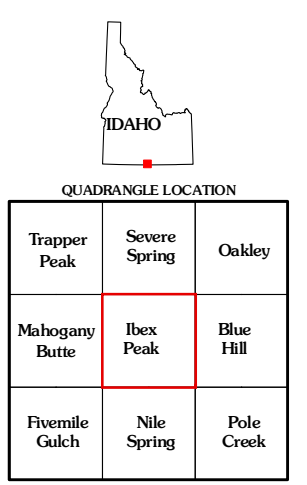 IDAHO
QUADRANGLE LOCATION
Trapper
Peak
Severe
Spring
Oakley
Mahogany
Butte
Ibex
Peak
Blue
Hill
Fivemile
Gulch
Nile
Spring
Pole
Creek